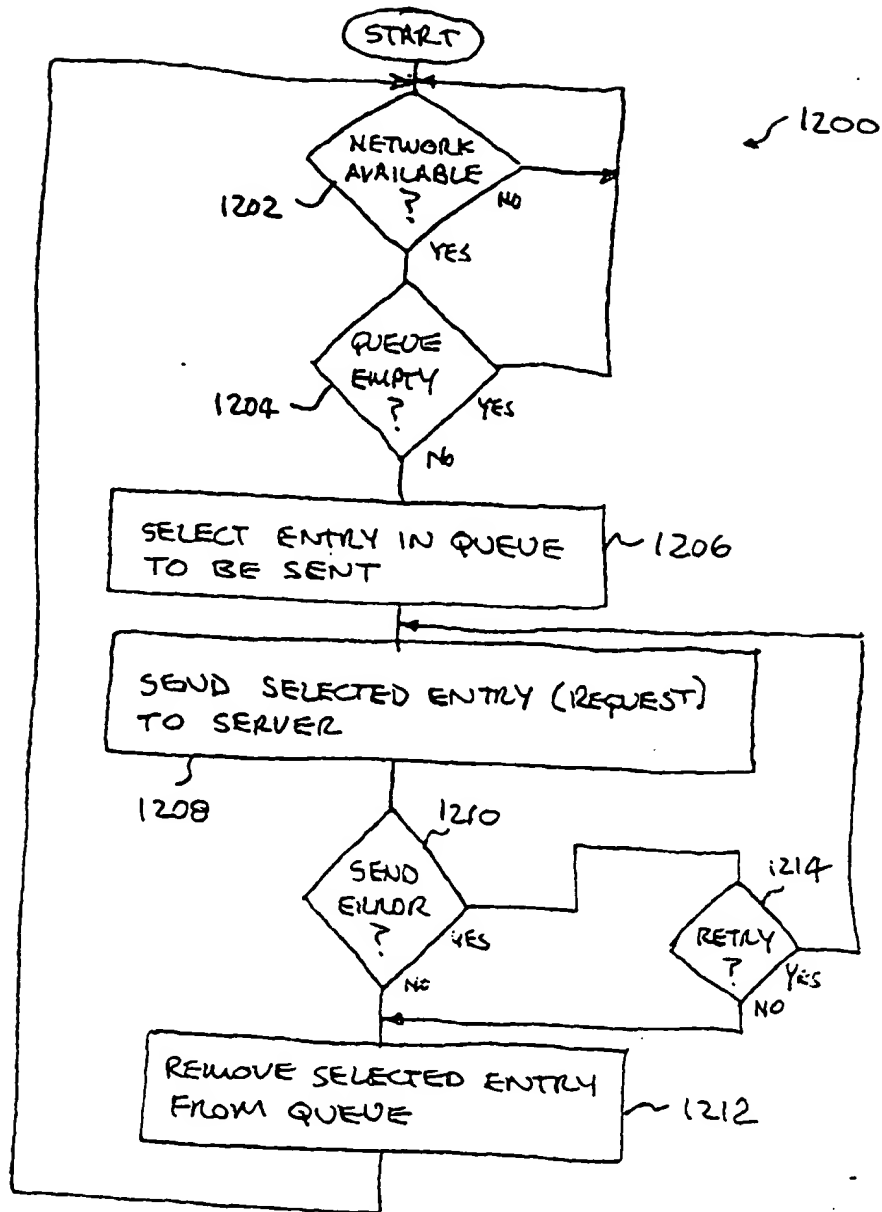 START
1200
NETWORK
AVAILABLE
?
1202
NO
YES
QUEUE
EMPTY
?
1204
YES
NO
SELECT ENTRY IN QUEUE
TO BE SENT
1206
SEND SELECTED ENTRY (REQUEST)
TO SERVER
1208
1210
SEND
ERROR
?
YES
NO
1214
RETRY
?
YES
NO
REMOVE SELECTED ENTRY
FROM QUEUE
1212